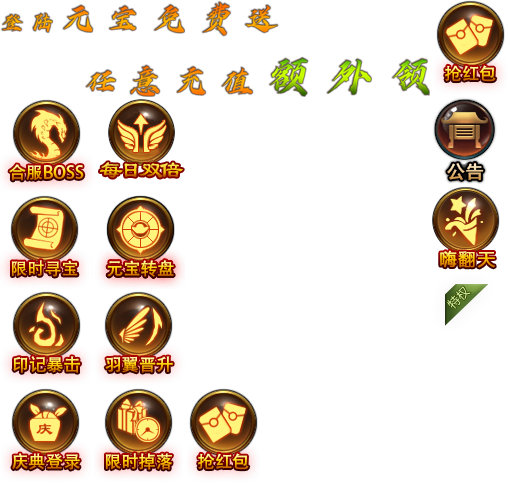 登陆元宝免费送
任意充值额外领
抢红包
合服BOSS
每日双倍
公告
限时寻宝
元宝转盘
嗨翻天
特权
印记暴击
羽翼晋升
庆
庆典登录
限时掉落
抢红包